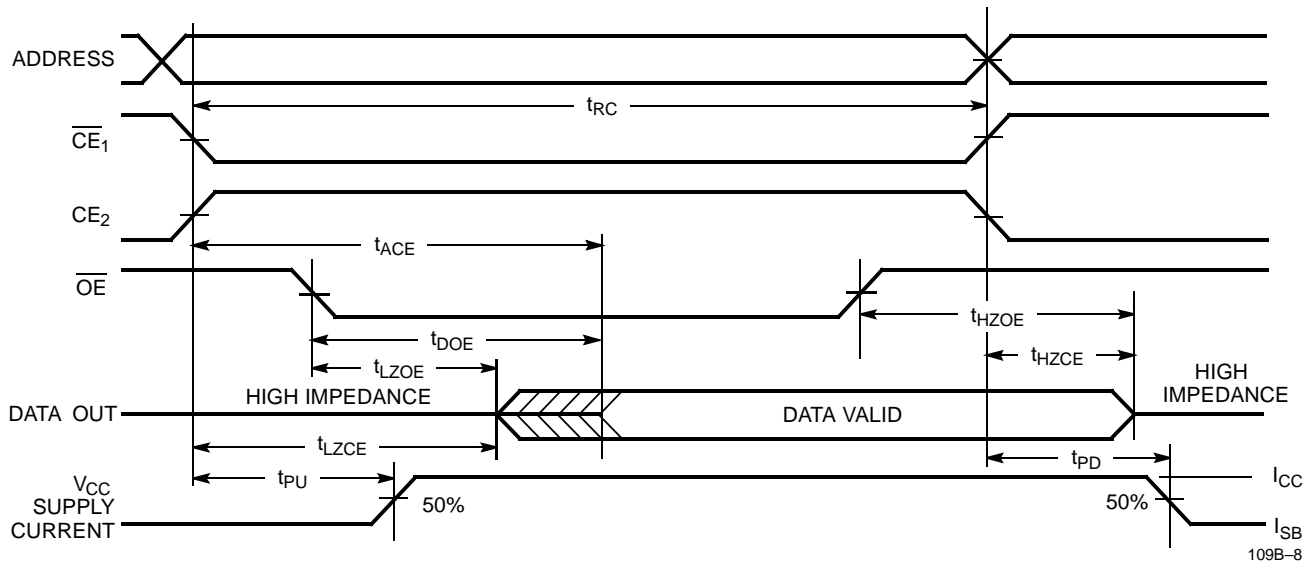 ADDRESS
tRC
CE1
CE2
tACE
OE
tHZOE
tDOE
tHZCE
tLZOE
HIGH IMPEDANCE
HIGH
IMPEDANCE
DATA OUT
DATA VALID
tLZCE
tPD
tPU
VCC
SUPPLY
CURRENT
50%
50%
ICC
ISB
109B–8